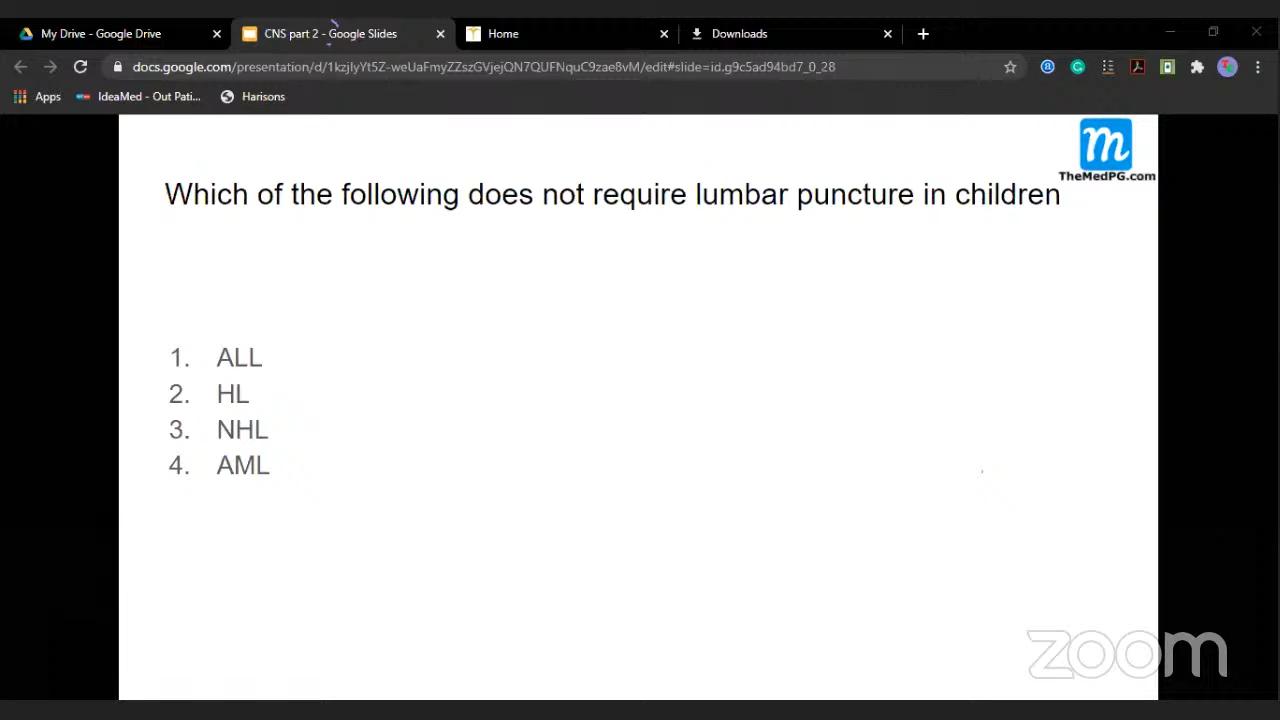 My Drive - Google Drive
CNS part 2 - Google Slides
Home
Downloads
docs.google.com/presentation/d/1kzjlyYt5Z-weUaFmyZZszGVjejQN7QUFNquC9zae8vM/edit#slide=id.g9c5ad94bd7_0_28
Apps
IdeaMed - Out Pati...
Harisons
m
TheMedPG.com
Which of the following does not require lumbar puncture in children
1. ALL
2. HL
3. NHL
4. AML
zoom